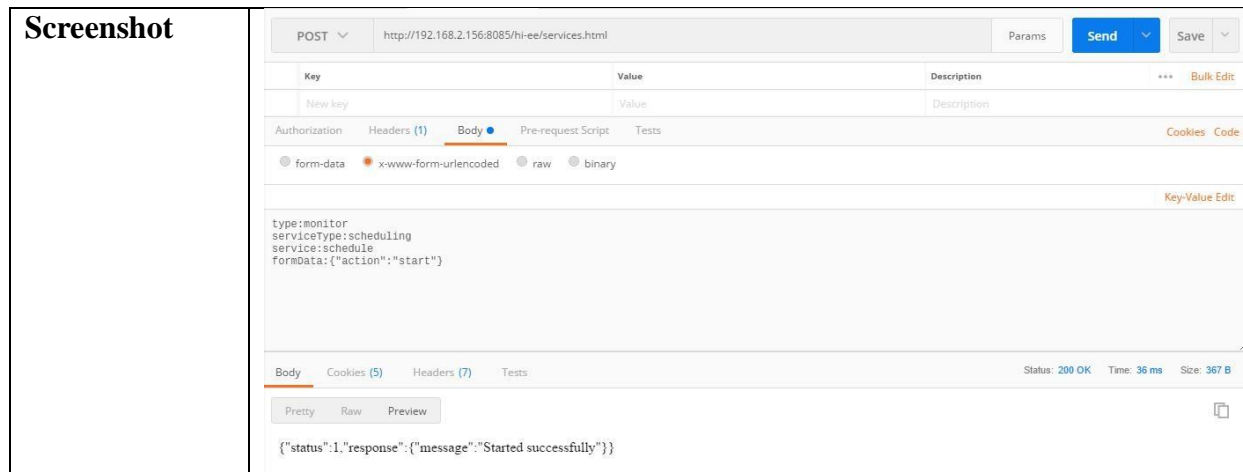 Screenshot
POST http://192.168.2.156:8085/hi-ee/services.html Params Send Save
Key Value Description ••• Bulk Edit
New key Value Description
Authorization Headers (1) Body Pre-request Script Tests Cookies Code
form-data x-www-form-urlencoded raw binary
Key-Value Edit
type:monitor
serviceType:scheduling
service:schedule
formData:{"action":"start"}
Body Cookies (5) Headers (7) Tests Status: 200 OK Time: 36 ms Size: 367 B
Pretty Raw Preview
{"status":1,"response":{"message":"Started successfully"}}